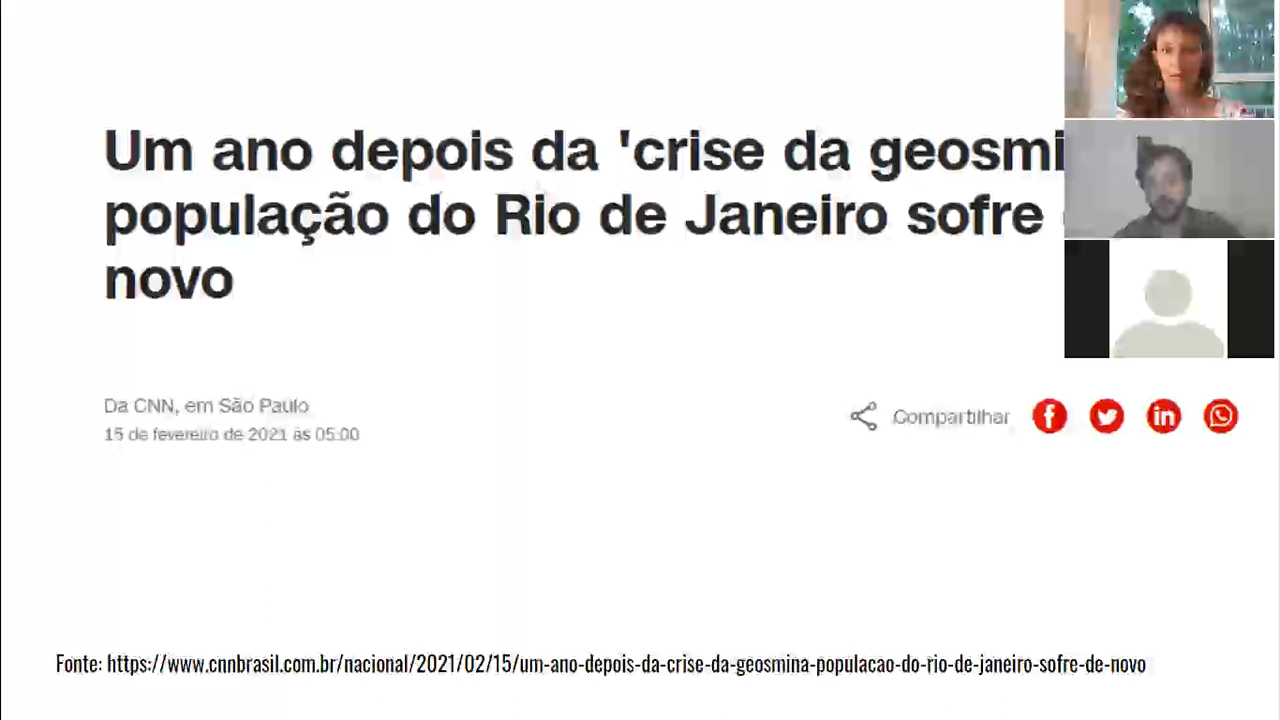 Um ano depois da 'crise da geosmi
população do Rio de Janeiro sofre
novo
Da CNN, em São Paulo
15 de fevereiro de 2021 às 05:00
Compartilhar
Fonte: https://www.cnnbrasil.com.br/nacional/2021/02/15/um-ano-depois-da-crise-da-geosmina-populacao-do-rio-de-janeiro-sofre-de-novo